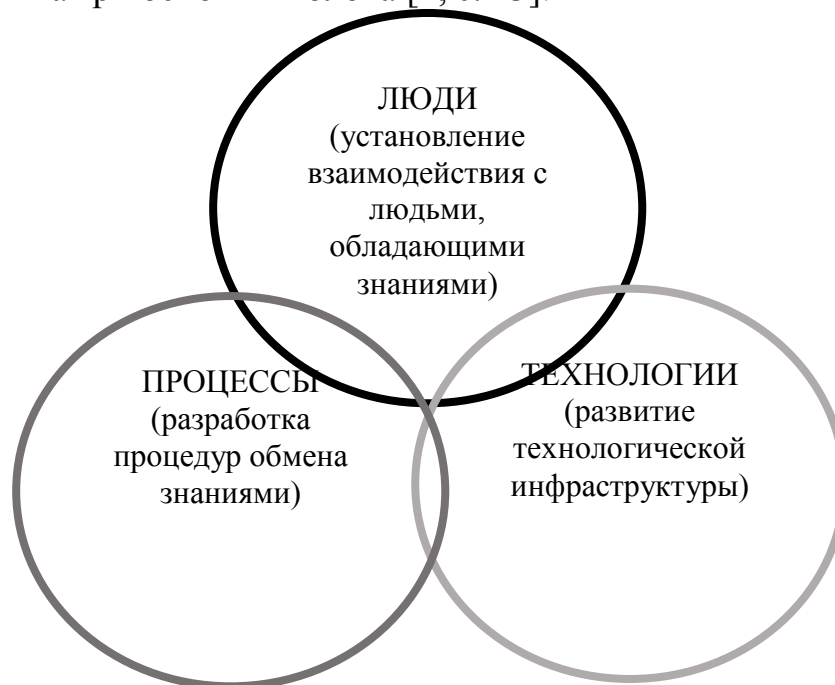 ЛЮДИ
(установление
взаимодействия с
людьми,
обладающими
знаниями)
ПРОЦЕССЫ
(разработка
процедур обмена
знаниями)
ТЕХНОЛОГИИ
(развитие
технологической
инфраструктуры)